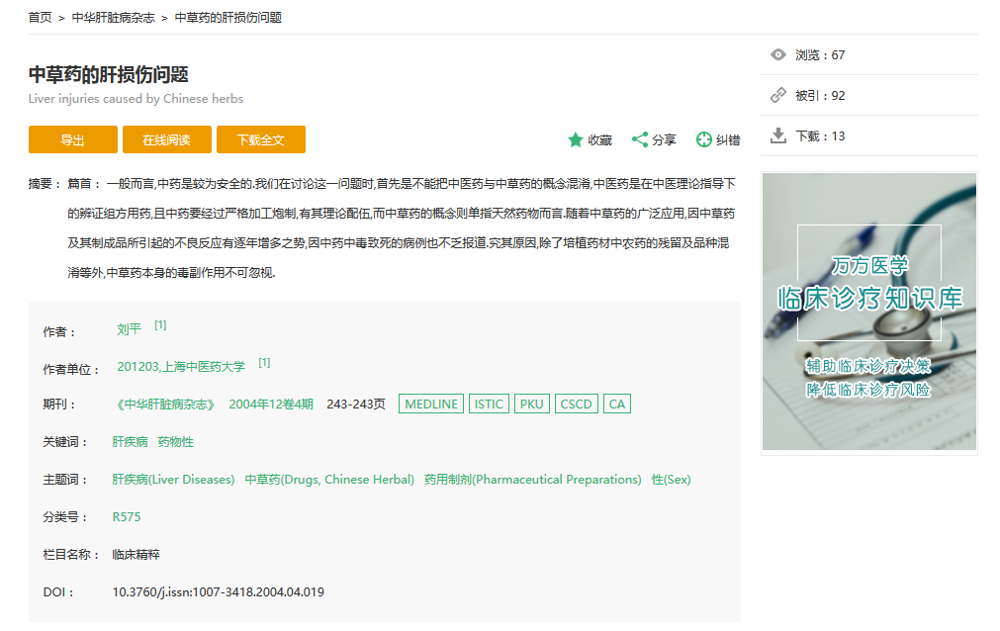 首页 > 中华肝脏病杂志 > 中草药的肝损伤问题
中草药的肝损伤问题
Liver injuries caused by Chinese herbs
导出 在线阅读 下载全文
收藏 分享 纠错
摘要： 篇首： 一般而言,中药是较为安全的.我们在讨论这一问题时,首先是不能把中医药与中草药的概念混淆,中医药是在中医理论指导下
的辨证组方用药,且中药要经过严格加工炮制,有其理论配伍,而中草药的概念则单指天然药物而言.随着中草药的广泛应用,因中草药
及其制成品所引起的不良反应有逐年增多之势,因中药中毒致死的病例也不乏报道.究其原因,除了培植药材中农药的残留及品种混
淆等外,中草药本身的毒副作用不可忽视.
作者： 刘平 [1]
作者单位： 201203,上海中医药大学 [1]
期刊： 《中华肝脏病杂志》 2004年12卷4期 243-243页 MEDLINE ISTIC PKU CSCD CA
关键词： 肝疾病 药物性
主题词： 肝疾病(Liver Diseases) 中草药(Drugs, Chinese Herbal) 药用制剂(Pharmaceutical Preparations) 性(Sex)
分类号： R575
栏目名称： 临床精粹
DOI： 10.3760/j.issn:1007-3418.2004.04.019
浏览：67
被引：92
下载：13
万方医学
临床诊疗知识库
辅助临床诊疗决策
降低临床诊疗风险